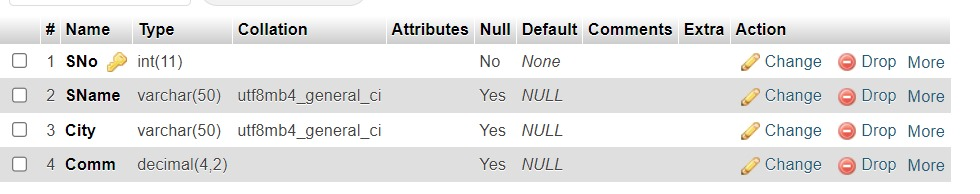 # Name Type Collation Attributes Null Default Comments Extra Action
1 SNo int(11) No None Change Drop More
2 SName varchar(50) utf8mb4_general_ci Yes NULL Change Drop More
3 City varchar(50) utf8mb4_general_ci Yes NULL Change Drop More
4 Comm decimal(4,2) Yes NULL Change Drop More